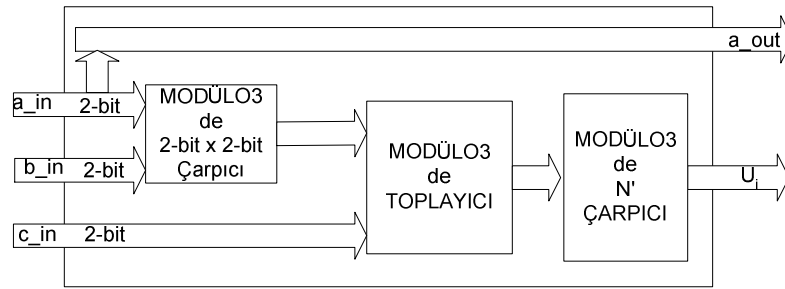 a_out
a_in 2-bit
b_in 2-bit
c_in 2-bit
MODÜLO3
de
2-bit x 2-bit
Çarpıcı
MODÜLO3
de
TOPLAYICI
MODÜLO3
de
N'
ÇARPICI
Ui